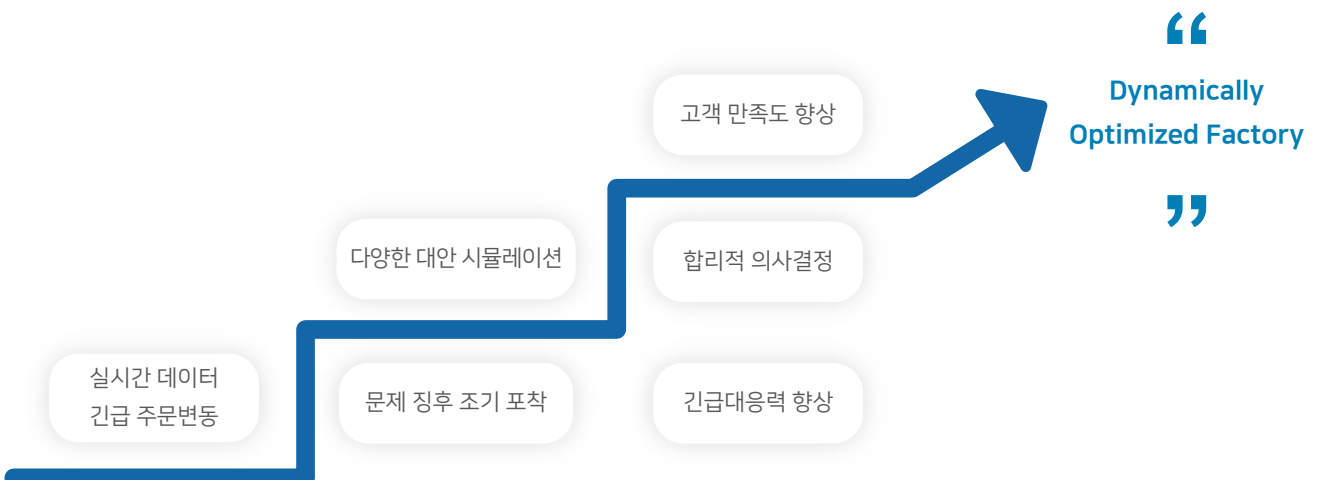 실시간 데이터
긴급 주문변동
다양한 대안 시뮬레이션
문제 징후 조기 포착
고객 만족도 향상
합리적 의사결정
긴급대응력 향상
“
Dynamically
Optimized Factory
”